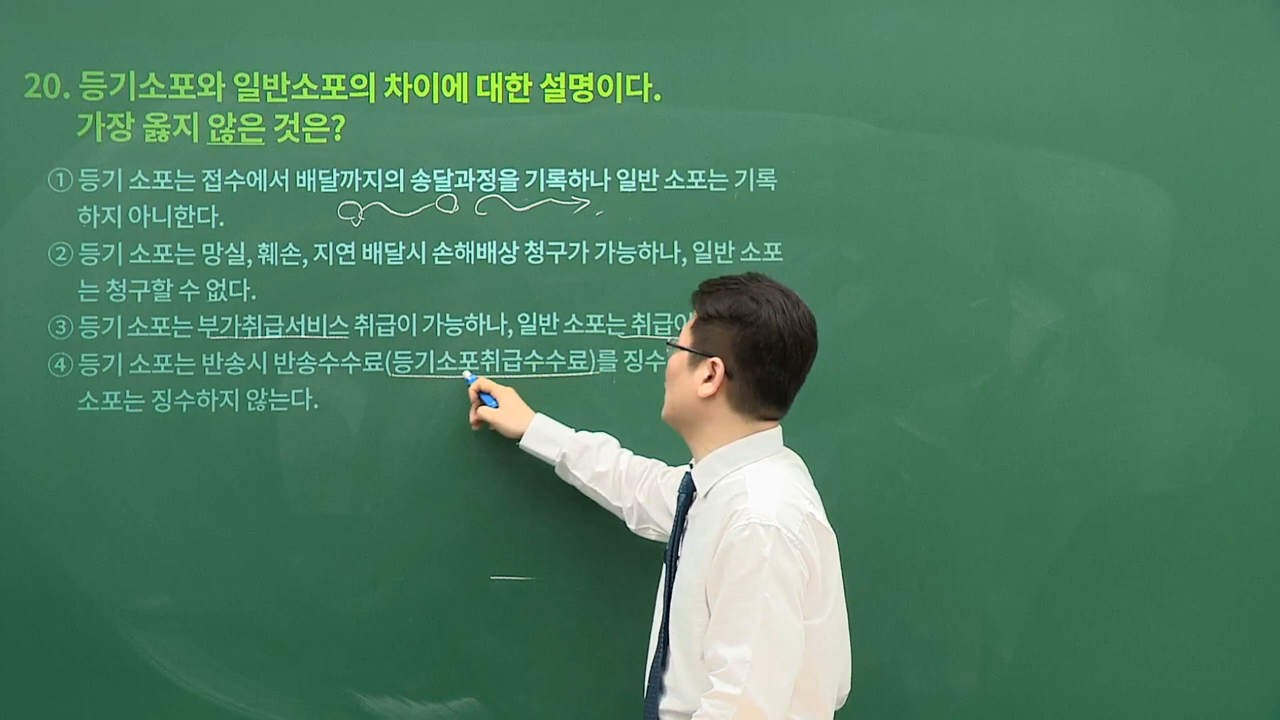 20. 등기소포와 일반소포의 차이에 대한 설명이다.
가장 옳지 않은 것은?
① 등기 소포는 접수에서 배달까지의 송달과정을 기록하나 일반 소포는 기록
하지 아니한다.
② 등기 소포는 망실, 훼손, 지연 배달시 손해배상 청구가 가능하나, 일반 소포
는 청구할 수 없다.
③ 등기 소포는 부가취급서비스 취급이 가능하나, 일반 소포는 취급이
④ 등기 소포는 반송시 반송수수료(등기소포취급수수료)를 징수
소포는 징수하지 않는다.